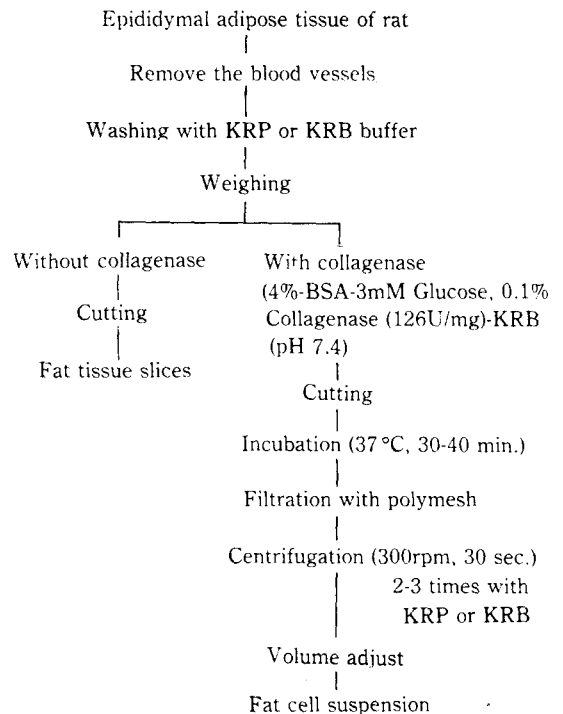 Epididymal adipose tissue of rat
Remove the blood vessels
Washing with KRP or KRB buffer
Weighing
Without collagenase
Cutting
Fat tissue slices
With collagenase
(4%-BSA-3mM Glucose, 0.1%
Collagenase (126U/mg)-KRB
(pH 7.4)
Cutting
Incubation (37 °C, 30-40 min.)
Filtration with polymesh
Centrifugation (300rpm, 30 sec.)
2-3 times with
KRP or KRB
Volume adjust
Fat cell suspension